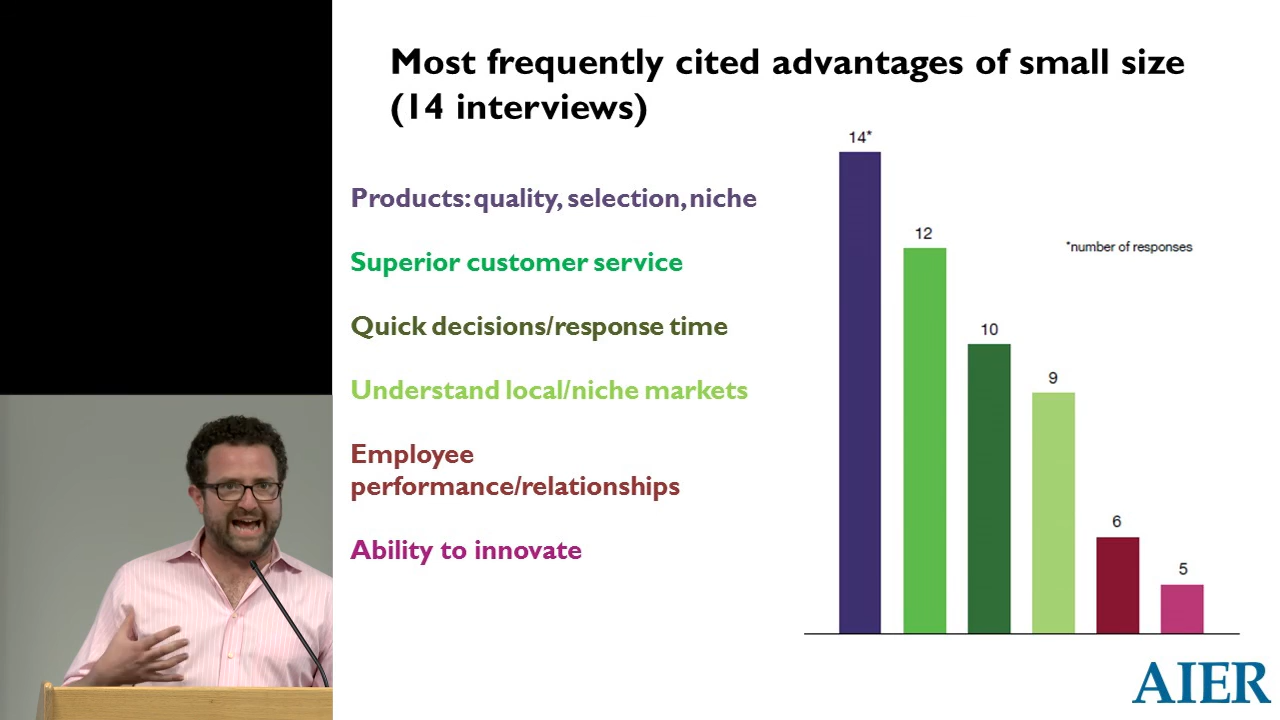 Most frequently cited advantages of small size
(14 interviews)
Products: quality, selection, niche
Superior customer service
Quick decisions/response time
Understand local/niche markets
Employee
performance/relationships
Ability to innovate
14*
12
*number of responses
10
9
6
5
AIER